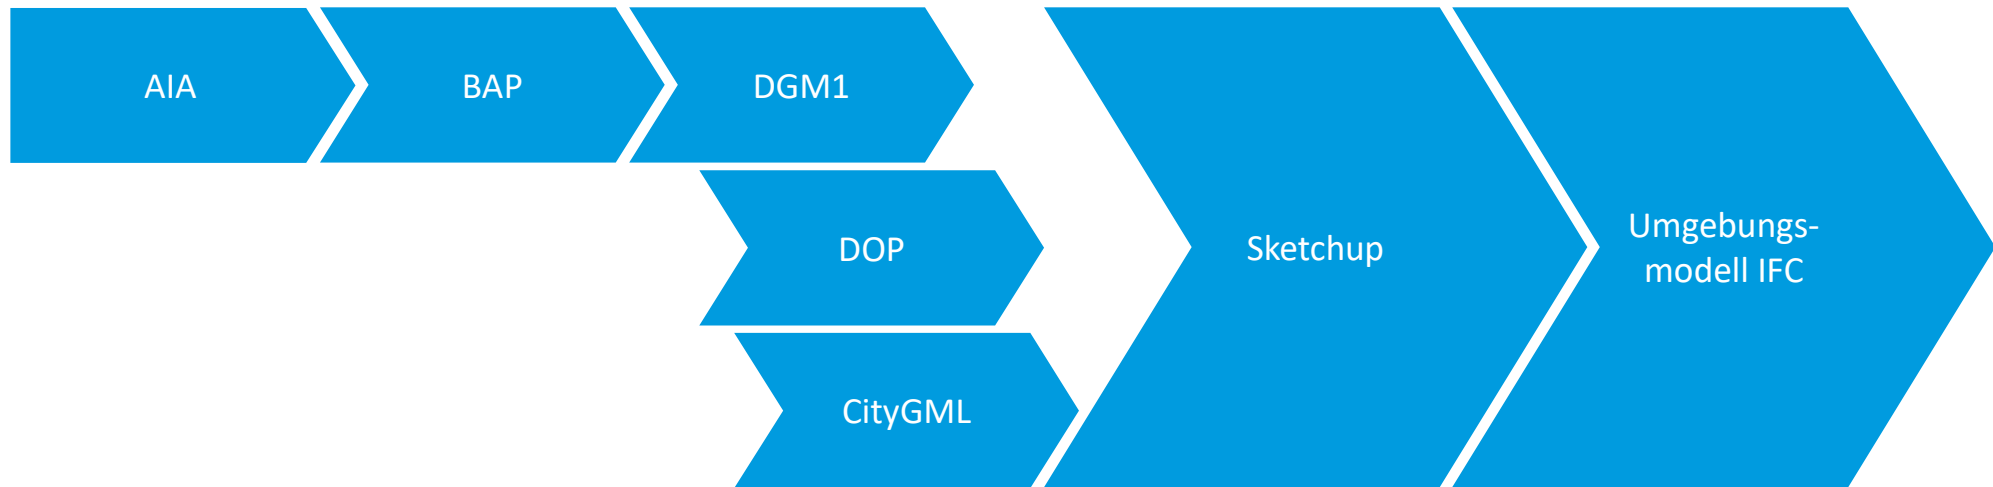 AIA
BAP
DGM1
DOP
CityGML
Sketchup
Umgebungs-
modell IFC